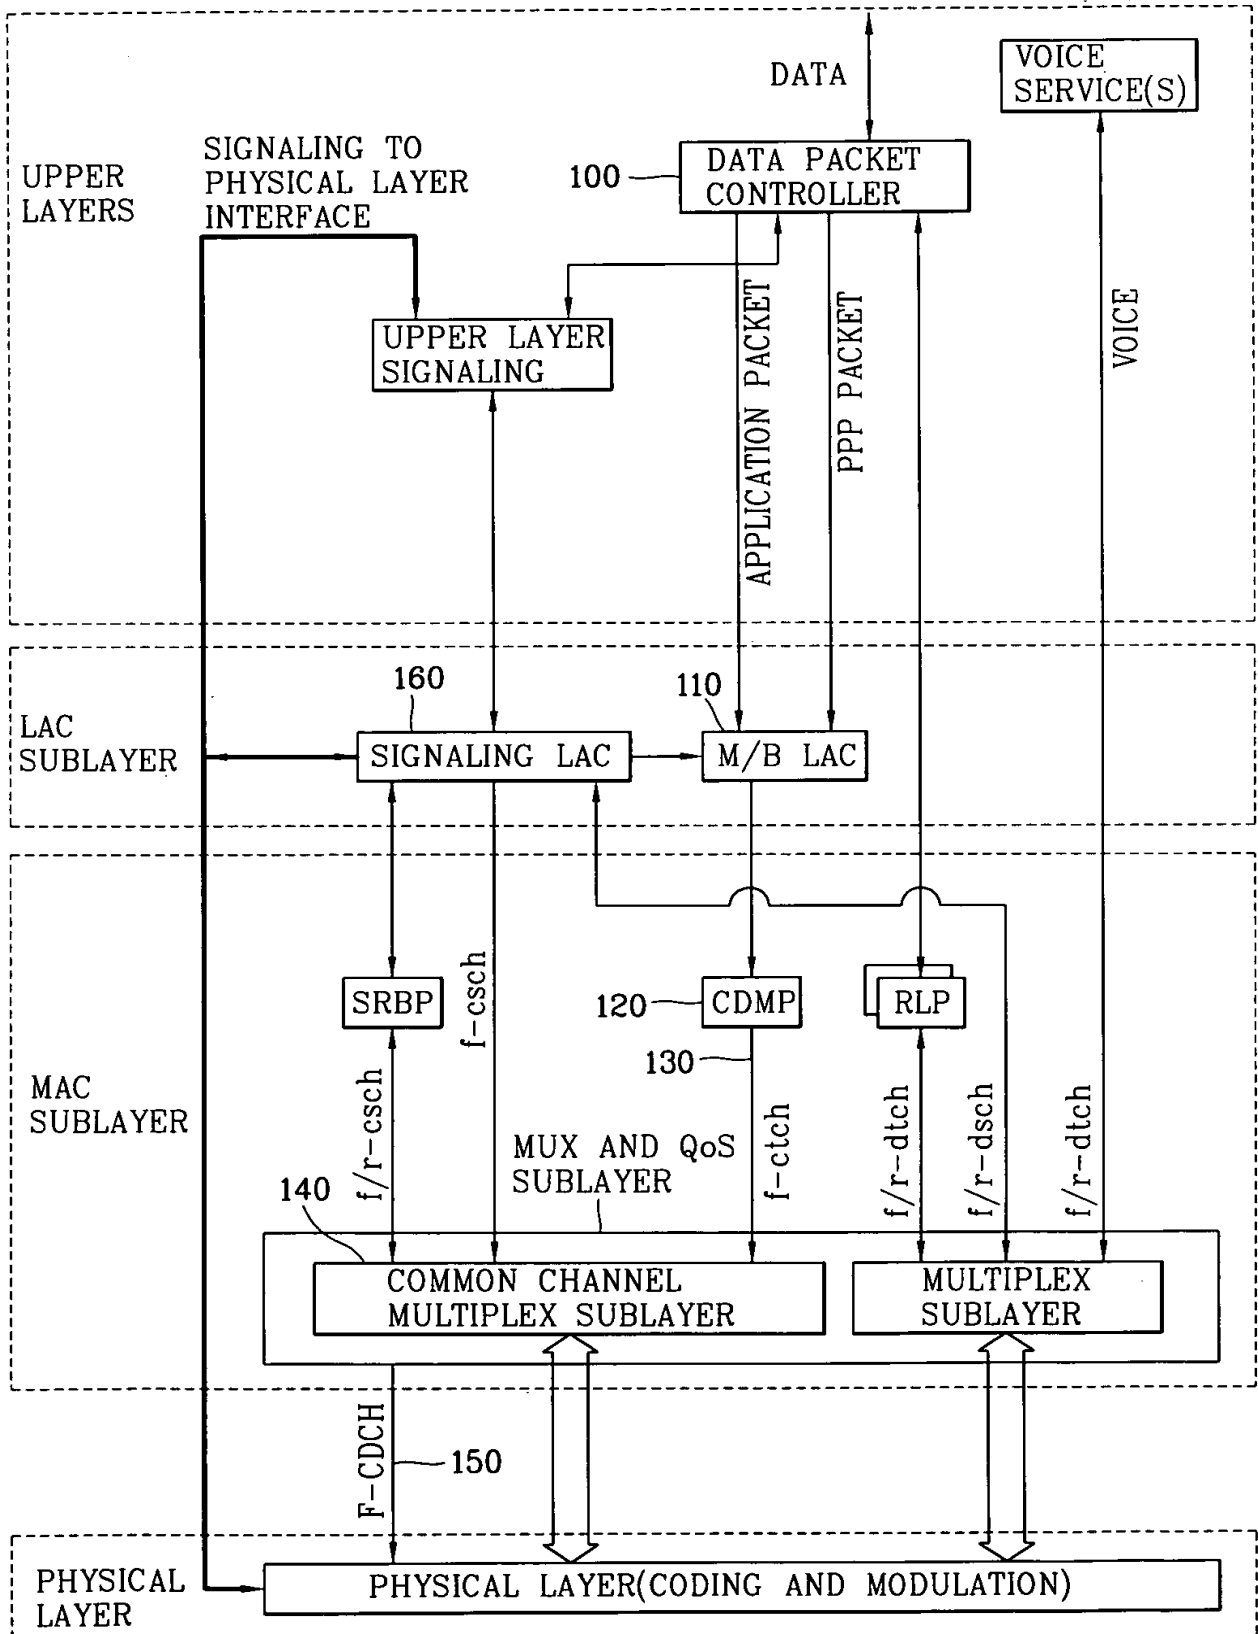 DATA
VOICE
SERVICE(S)
SIGNALING TO
PHYSICAL LAYER
INTERFACE
UPPER
LAYERS
100
DATA PACKET
CONTROLLER
UPPER LAYER
SIGNALING
APPLICATION PACKET
PPP PACKET
VOICE
LAC
SUBLAYER
160
SIGNALING LAC
110
M/B LAC
MAC
SUBLAYER
SRBP
f-csch
120
CDMP
RLP
130
f/r-csch
f-ctch
f/r-dtch
f/r-dsch
f/r-dtch
MUX AND QoS
SUBLAYER
140
COMMON CHANNEL
MULTIPLEX SUBLAYER
MULTIPLEX
SUBLAYER
F-CDCH
150
PHYSICAL
LAYER
PHYSICAL LAYER(CODING AND MODULATION)